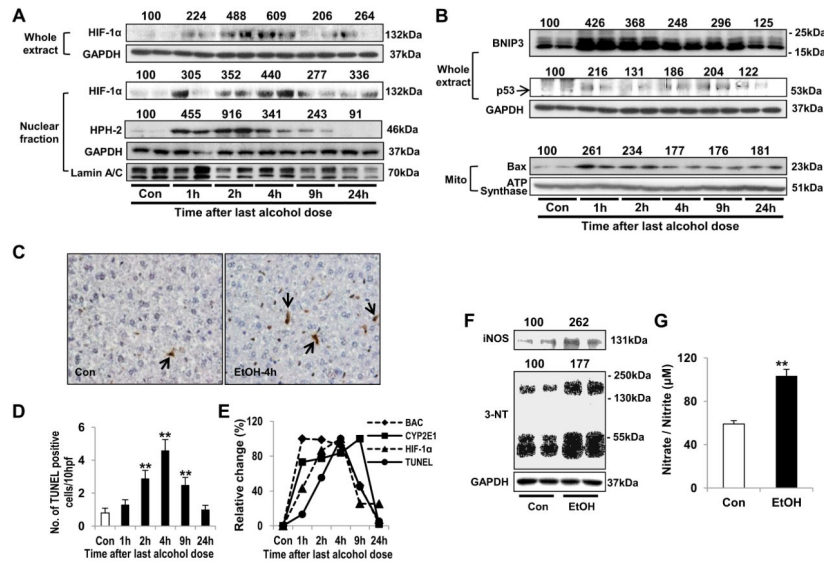 A
100 224 488 609 206 264
Whole extract
HIF-1α 132kDa
GAPDH 37kDa
100 305 352 440 277 336
HIF-1α 132kDa
Nuclear fraction
100 455 916 341 243 91
HPH-2 46kDa
GAPDH 37kDa
Lamin A/C 70kDa
Con 1h 2h 4h 9h 24h
Time after last alcohol dose
B
100 426 368 248 296 125
BNIP3
- 25kDa
- 15kDa
Whole extract
100 216 131 186 204 122
p53 53kDa
GAPDH 37kDa
100 261 234 177 176 181
Mito
Bax 23kDa
ATP Synthase 51kDa
Con 1h 2h 4h 9h 24h
Time after last alcohol dose
C
Con
EtOH-4h
D
No. of TUNEL positive
cells/10hpf
6
5
4
3
2
1
0
** ** **
Con 1h 2h 4h 9h 24h
Time after last alcohol dose
E
Relative change (%)
120
80
40
0
BAC
CYP2E1
HIF-1α
TUNEL
Con 1h 2h 4h 9h 24h
Time after last alcohol dose
F
100 262
iNOS 131kDa
100 177
3-NT
- 250kDa
- 130kDa
- 55kDa
GAPDH 37kDa
Con EtOH
G
Nitrate / Nitrite (µM)
120
80
40
0
**
Con EtOH